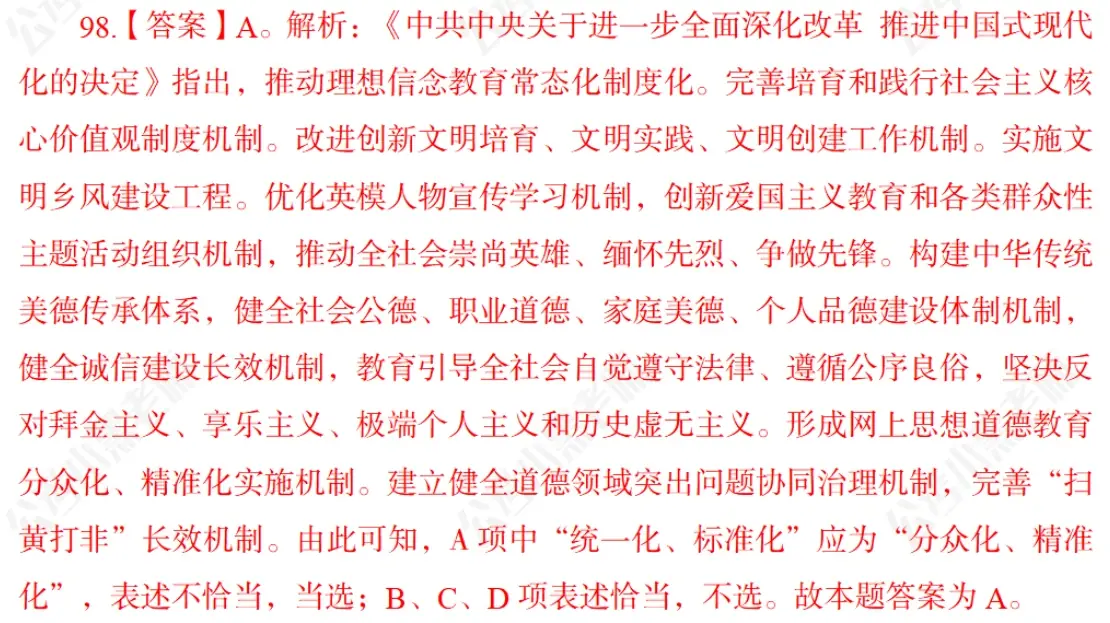 98.【答案】A。解析：《中共中央关于进一步全面深化改革 推进中国式现代
化的决定》指出，推动理想信念教育常态化制度化。完善培育和践行社会主义核
心价值观制度机制。改进创新文明培育、文明实践、文明创建工作机制。实施文
明乡风建设工程。优化英模人物宣传学习机制，创新爱国主义教育和各类群众性
主题活动组织机制，推动全社会崇尚英雄、缅怀先烈、争做先锋。构建中华传统
美德传承体系，健全社会公德、职业道德、家庭美德、个人品德建设体制机制，
健全诚信建设长效机制，教育引导全社会自觉遵守法律、遵循公序良俗，坚决反
对拜金主义、享乐主义、极端个人主义和历史虚无主义。形成网上思想道德教育
分众化、精准化实施机制。建立健全道德领域突出问题协同治理机制，完善“扫
黄打非”长效机制。由此可知，A 项中“统一化、标准化”应为“分众化、精准
化”，表述不恰当，当选；B、C、D 项表述恰当，不选。故本题答案为 A。